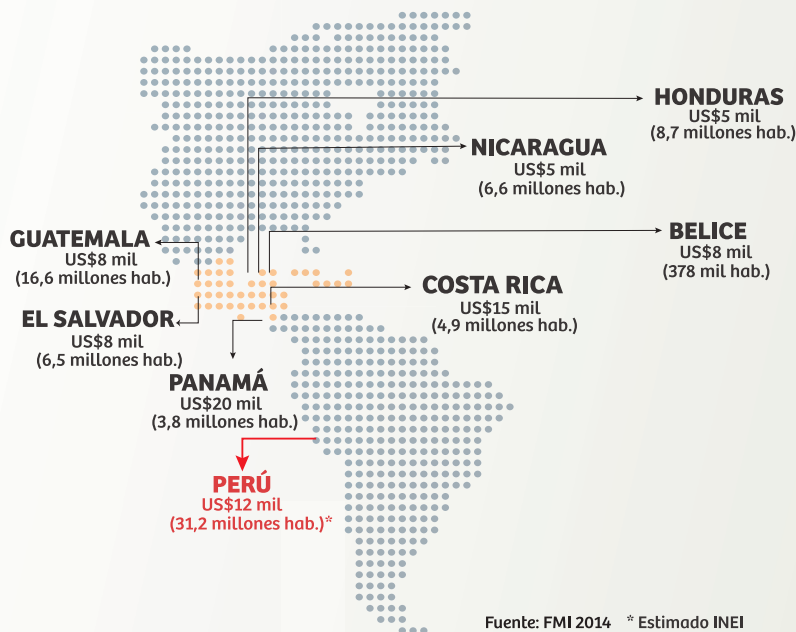 HONDURAS
US$5 mil
(8,7 millones hab.)
NICARAGUA
US$5 mil
(6,6 millones hab.)
GUATEMALA
US$8 mil
(16,6 millones hab.)
BELICE
US$8 mil
(378 mil hab.)
COSTA RICA
US$15 mil
(4,9 millones hab.)
EL SALVADOR
US$8 mil
(6,5 millones hab.)
PANAMÁ
US$20 mil
(3,8 millones hab.)
PERÚ
US$12 mil
(31,2 millones hab.)*
Fuente: FMI 2014 * Estimado INEI